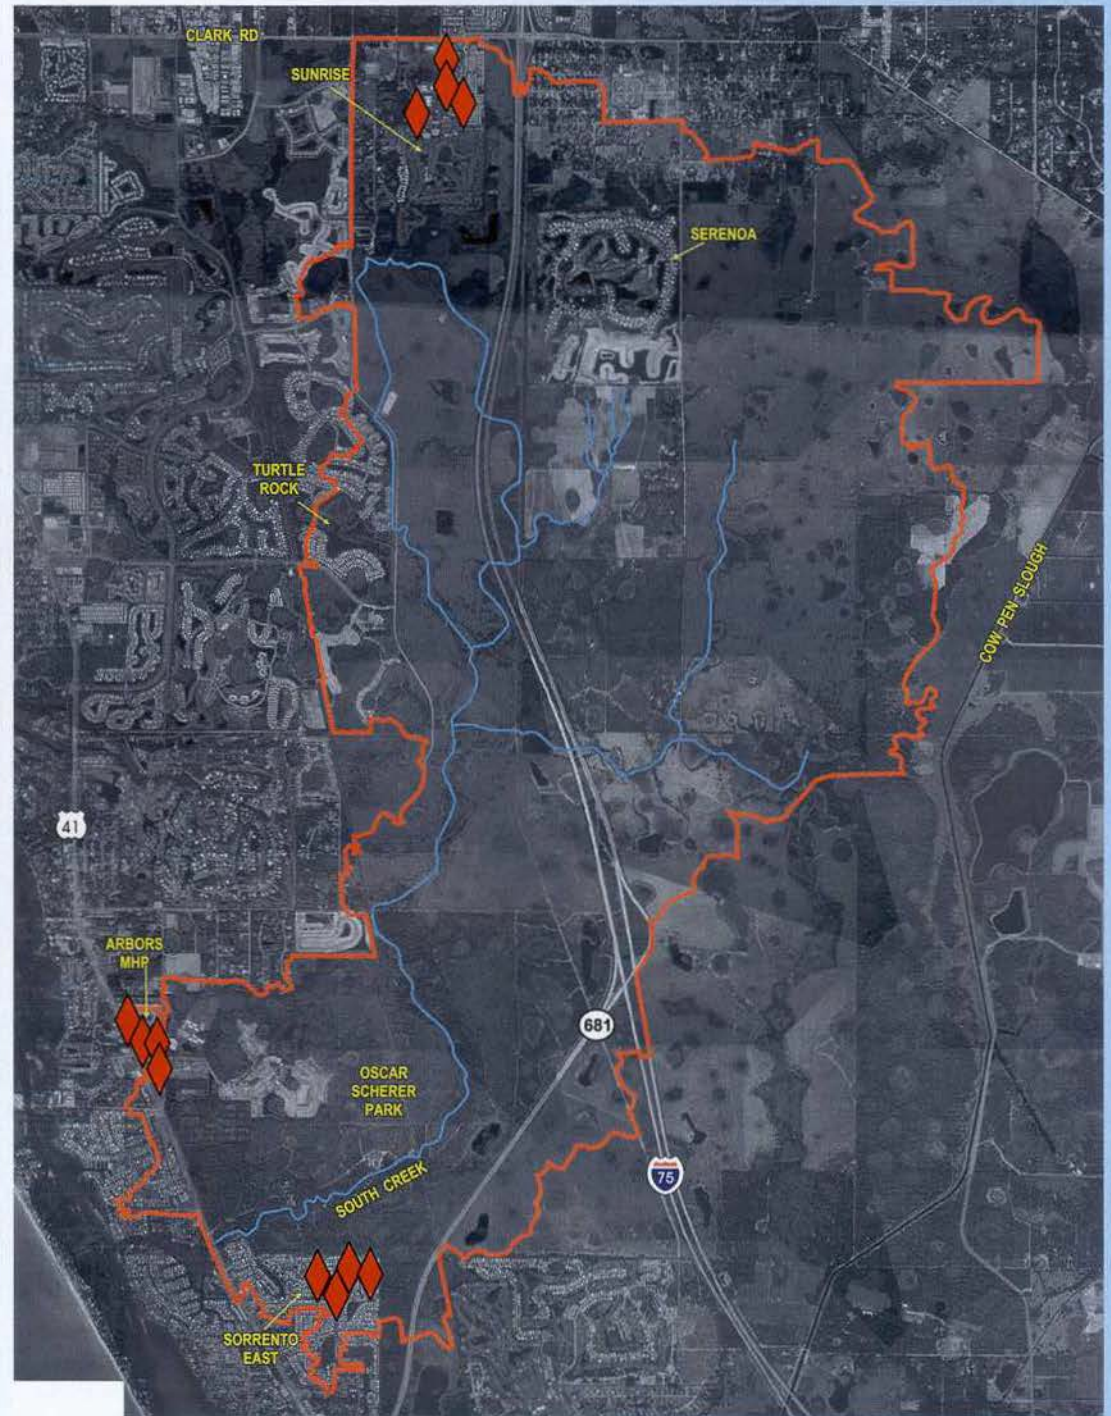 CLARK RD
SUNRISE
SERENOA
TURTLE
ROCK
COW PEN SLOUGH
41
ARBORS
MHP
681
OSCAR
SCHERER
PARK
75
SOUTH CREEK
SORRENTO
EAST